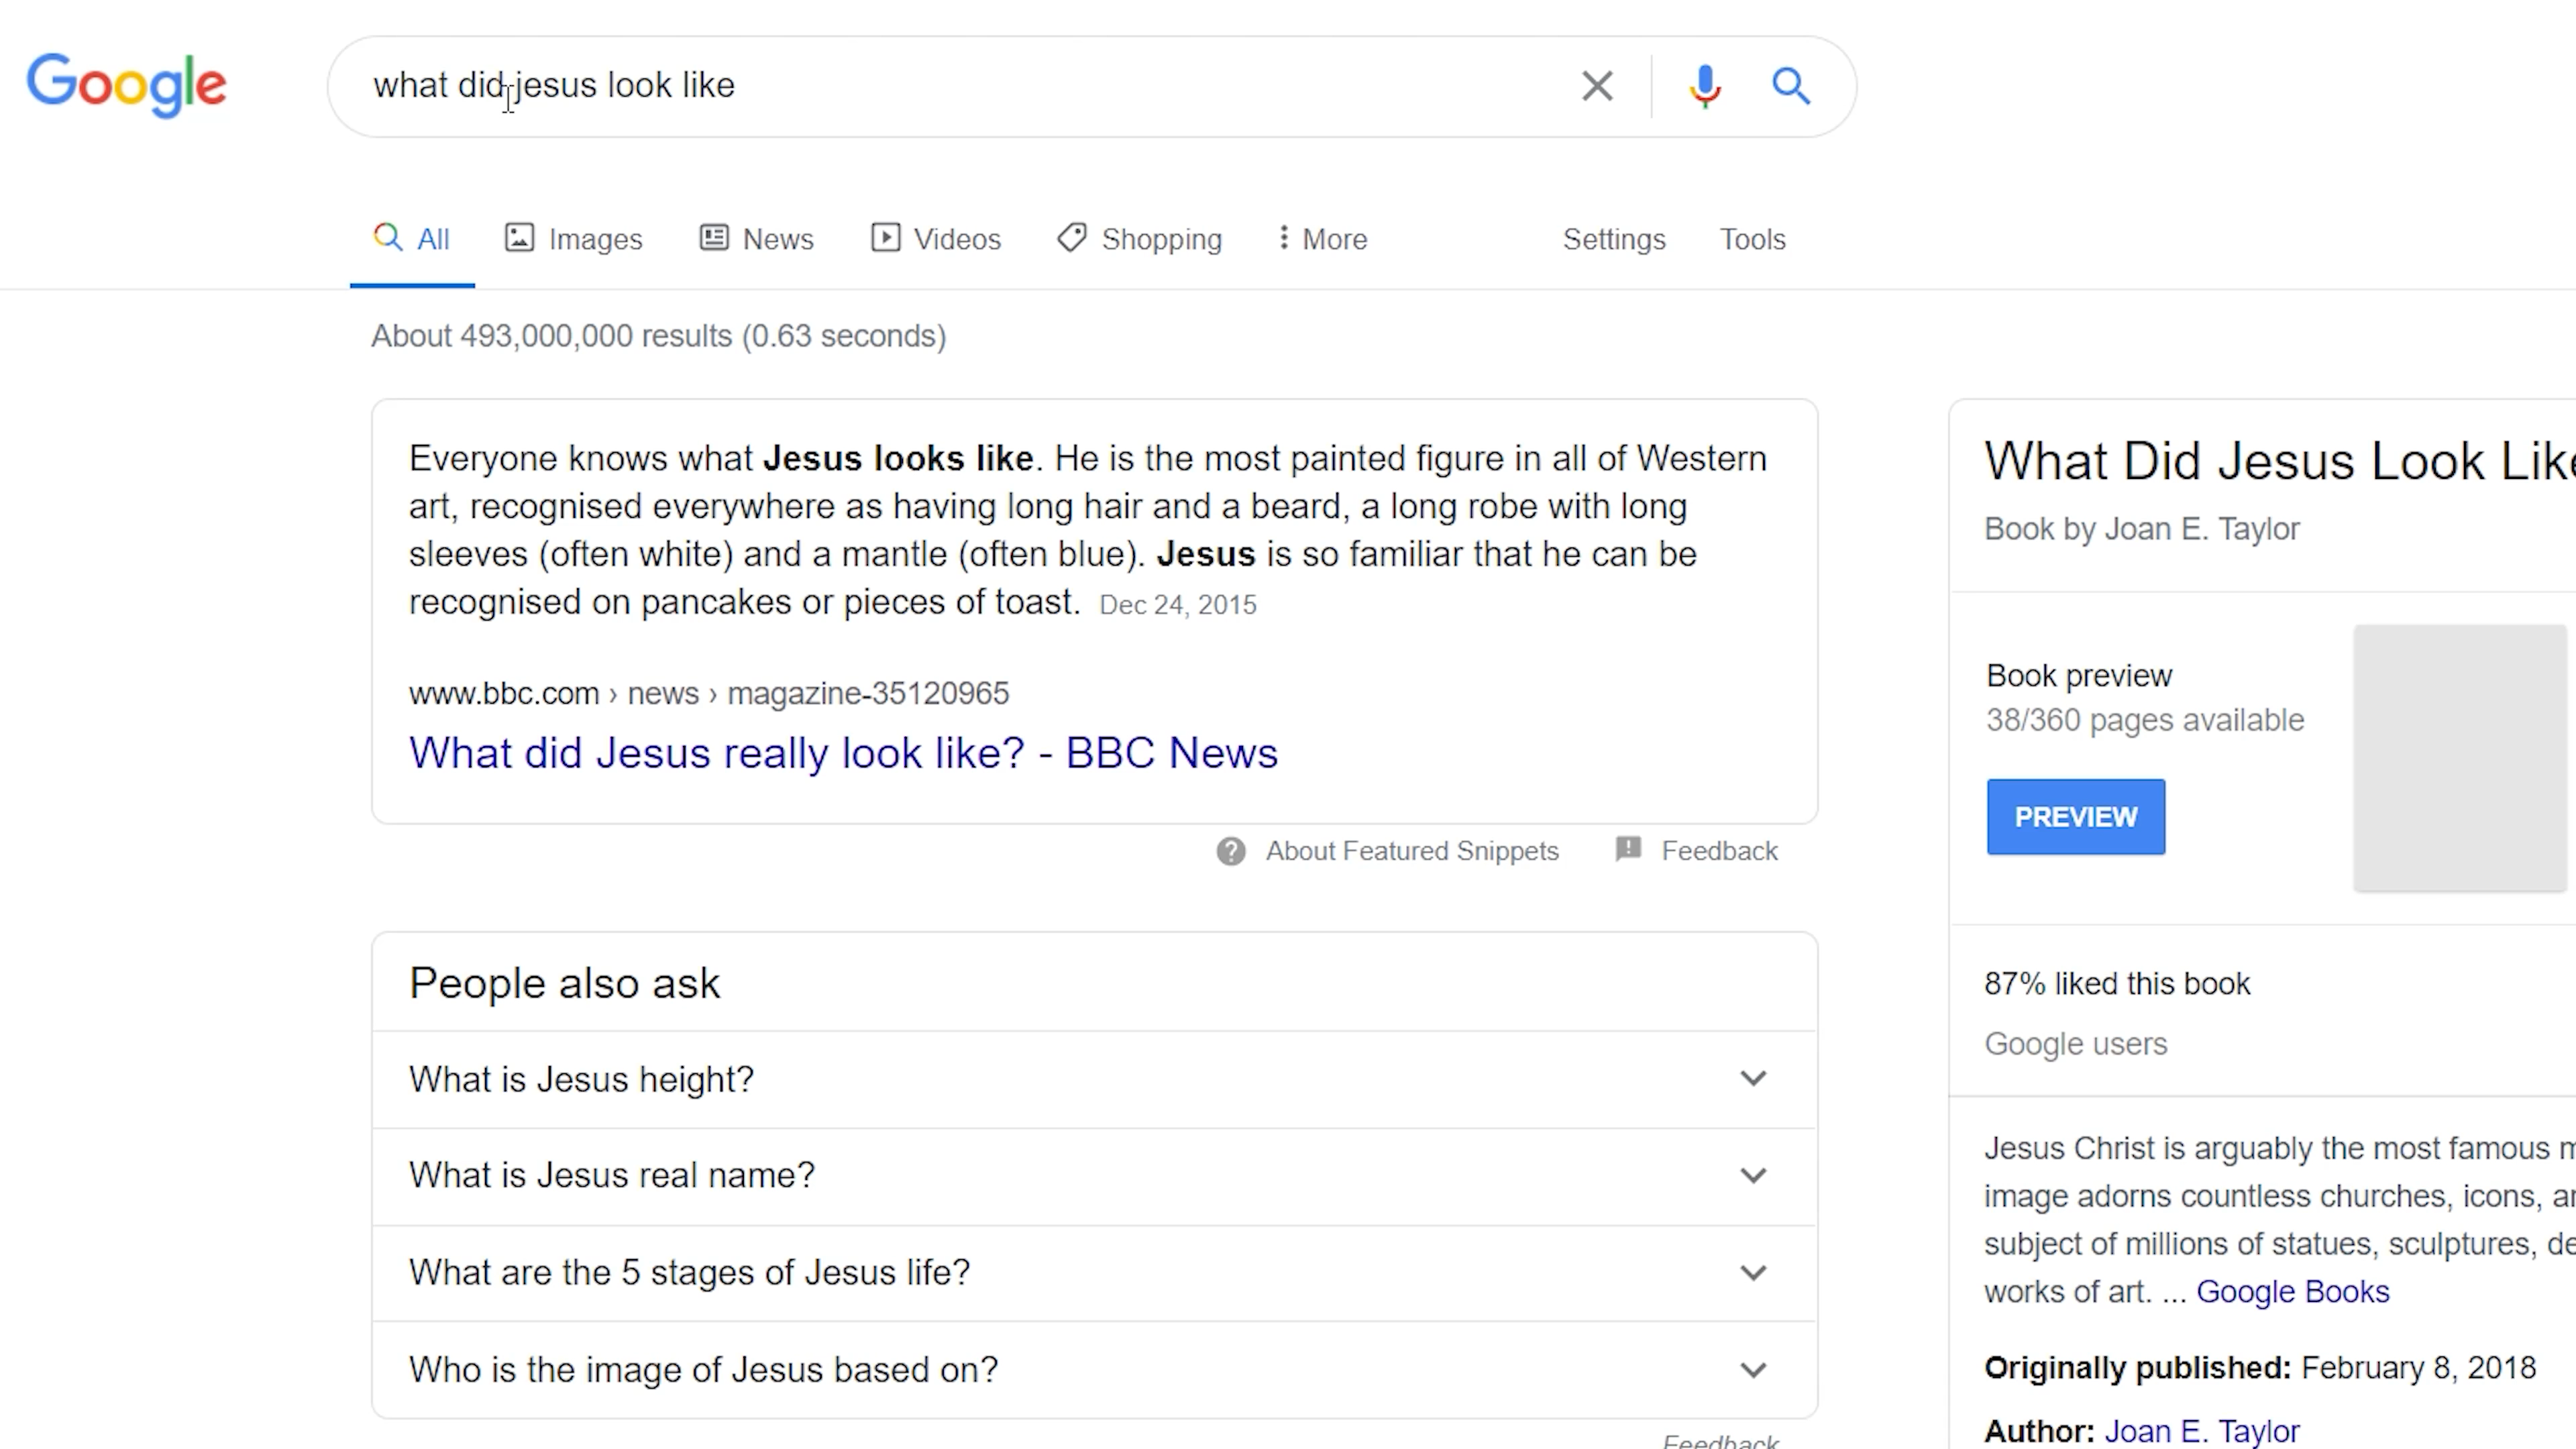 Google
what did jesus look like
All Images News Videos Shopping More Settings Tools
About 493,000,000 results (0.63 seconds)
Everyone knows what Jesus looks like. He is the most painted figure in all of Western
art, recognised everywhere as having long hair and a beard, a long robe with long
sleeves (often white) and a mantle (often blue). Jesus is so familiar that he can be
recognised on pancakes or pieces of toast. Dec 24, 2015
www.bbc.com › news › magazine-35120965
What did Jesus really look like? - BBC News
About Featured Snippets Feedback
People also ask
What is Jesus height?
What is Jesus real name?
What are the 5 stages of Jesus life?
Who is the image of Jesus based on?
Feedback
What Did Jesus Look Like
Book by Joan E. Taylor
Book preview
38/360 pages available
PREVIEW
87% liked this book
Google users
Jesus Christ is arguably the most famous
image adorns countless churches, icons,
subject of millions of statues, sculptures,
works of art. ... Google Books
Originally published: February 8, 2018
Author: Joan E. Taylor